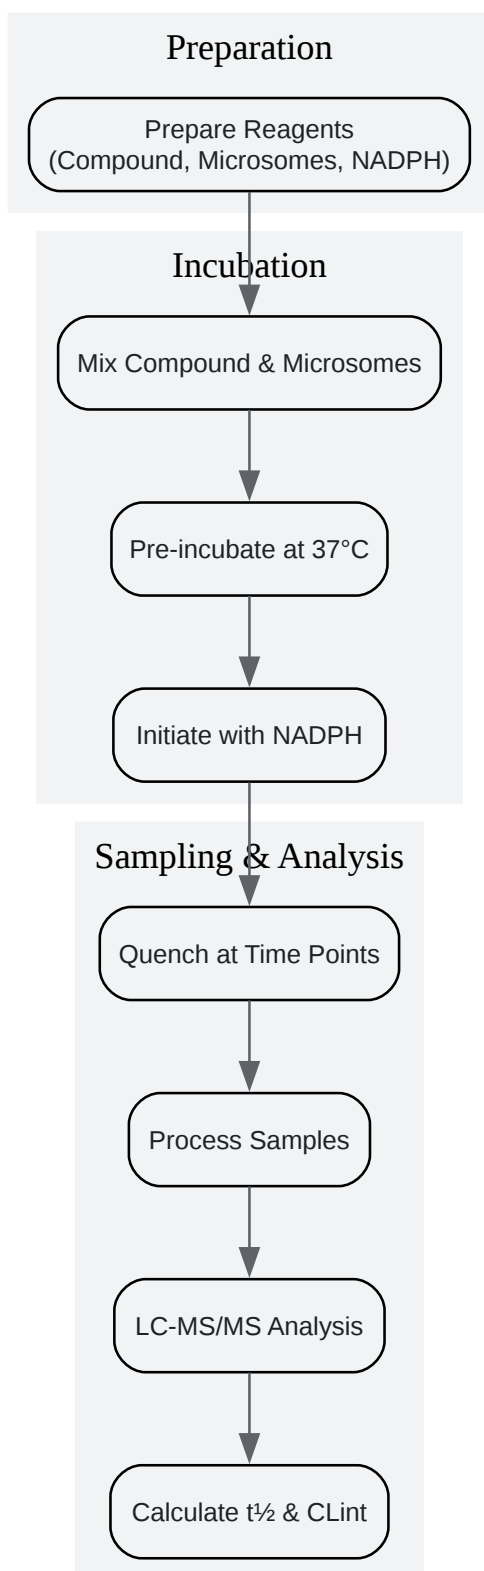 Preparation
Prepare Reagents
(Compound, Microsomes, NADPH)
Incubation
Mix Compound & Microsomes
Pre-incubate at 37°C
Initiate with NADPH
Sampling & Analysis
Quench at Time Points
Process Samples
LC-MS/MS Analysis
Calculate t½ & CLint